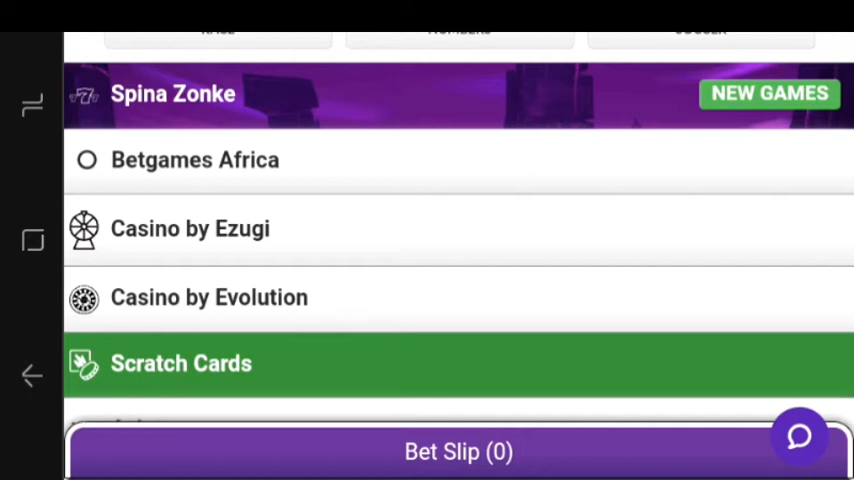 Spina Zonke
NEW GAMES
Betgames Africa
Casino by Ezugi
Casino by Evolution
Scratch Cards
Bet Slip (0)